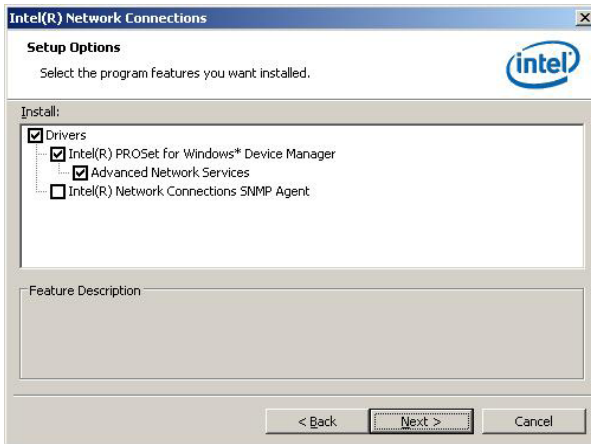 Intel(R) Network Connections
Setup Options
Select the program features you want installed.
intel
Install:
Drivers
Intel(R) PROSet for Windows* Device Manager
Advanced Network Services
Intel(R) Network Connections SNMP Agent
Feature Description
< Back
Next >
Cancel